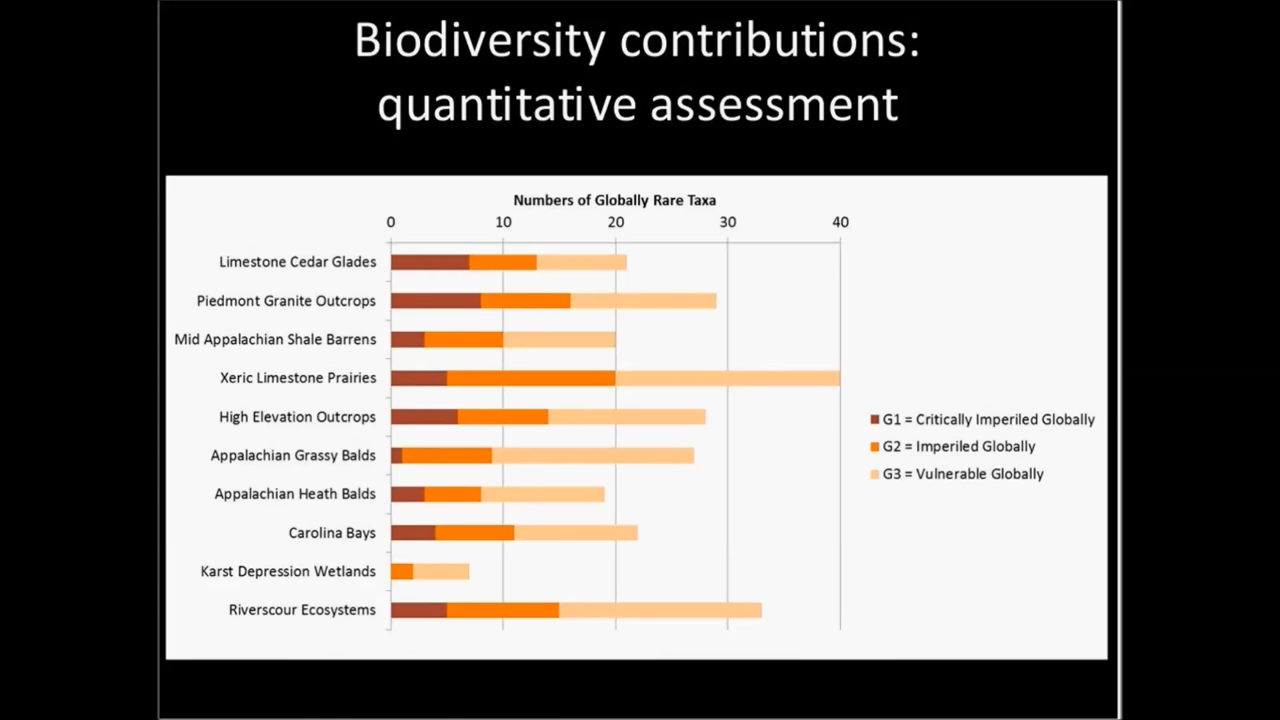 Biodiversity contributions:
quantitative assessment
Numbers of Globally Rare Taxa
0 10 20 30 40
Limestone Cedar Glades
Piedmont Granite Outcrops
Mid Appalachian Shale Barrens
Xeric Limestone Prairies
High Elevation Outcrops
Appalachian Grassy Balds
Appalachian Heath Balds
Carolina Bays
Karst Depression Wetlands
Riverscour Ecosystems
G1 = Critically Imperiled Globally
G2 = Imperiled Globally
G3 = Vulnerable Globally